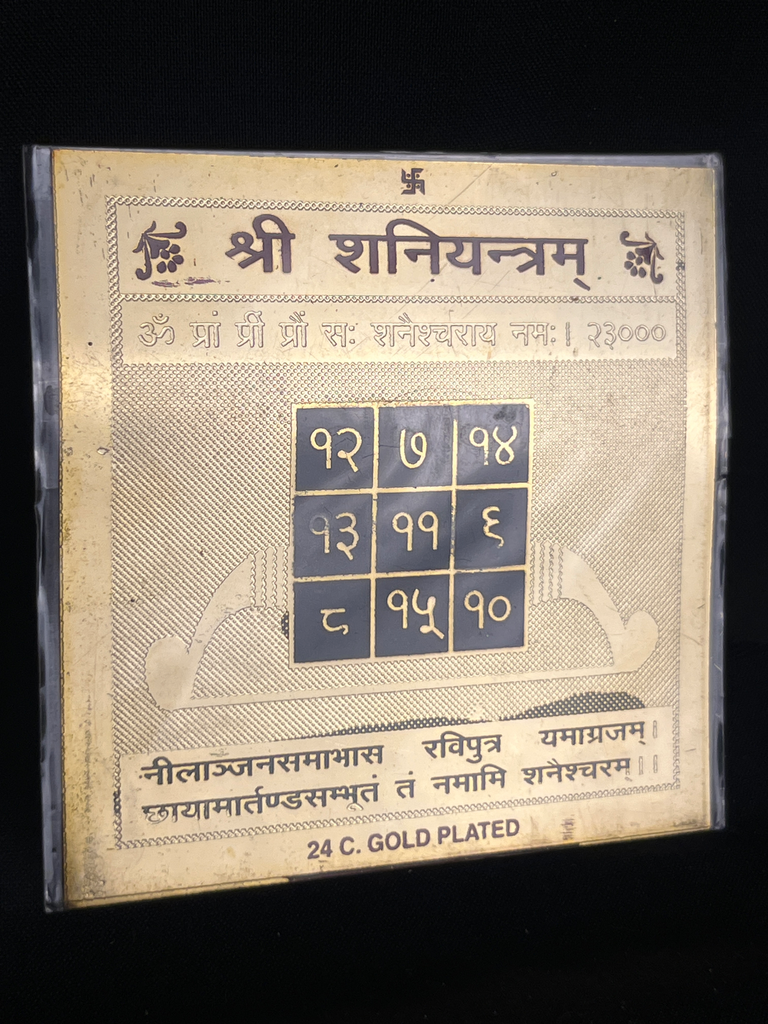 卐
श्री शनियन्त्रम्
ॐ प्रां प्रीं प्रौं सः शनैश्चराय नमः। २३०००
१२ ७ १४
१३ ११ ६
८ १५ १०
नीलाञ्जनसमाभास रविपुत्र यमाग्रजम्।
छायामार्तण्डसम्भूतं तं नमामि शनैश्चरम्।।
24 C. GOLD PLATED